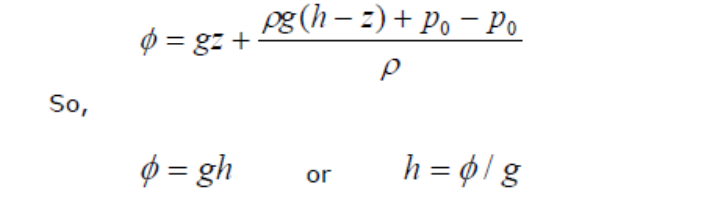 ϕ = gz + (ρg(h − z) + p₀ − p₀) / ρ
So,
ϕ = gh or h = ϕ / g